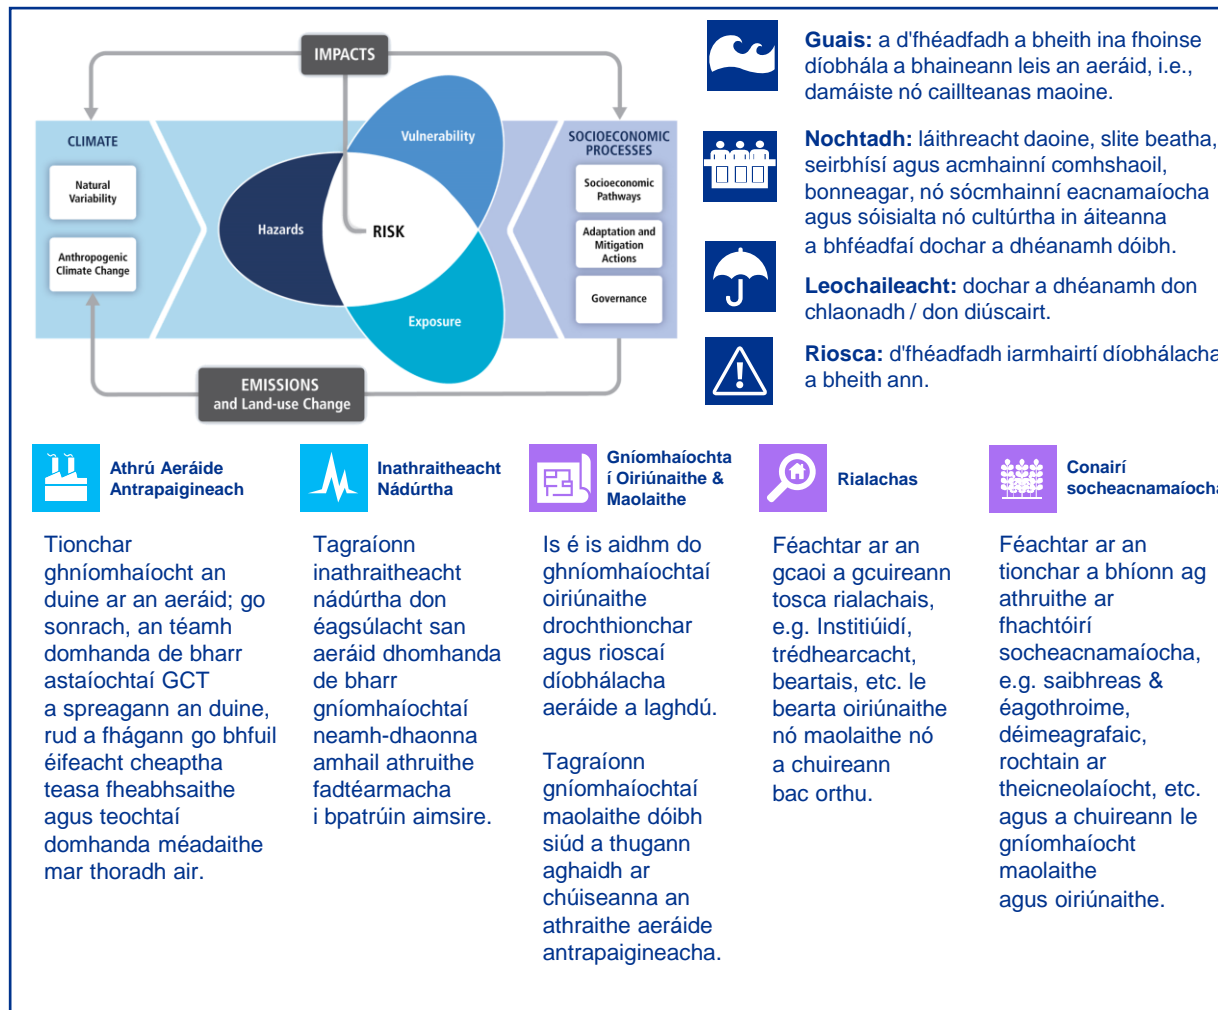 IMPACTS
CLIMATE
Natural
Variability
Anthropogenic
Climate Change
Hazards
Vulnerability
RISK
Exposure
SOCIOECONOMIC
PROCESSES
Socioeconomic
Pathways
Adaptation and
Mitigation
Actions
Governance
EMISSIONS
and Land-use Change
Guais: a d'fhéadfadh a bheith ina fhoinse
díobhála a bhaineann leis an aeráid, i.e.,
damáiste nó caillteanas maoine.
Nochtadh: láithreacht daoine, slite beatha,
seirbhísí agus acmhainní comhshaoil,
bonneagar, nó sócmhainní eacnamaíocha
agus sóisialta nó cultúrtha in áiteanna
a bhféadfaí dochar a dhéanamh dóibh.
Leochaileacht: dochar a dhéanamh don
chlaonadh / don diúscairt.
Riosca: d'fhéadfadh iarmhairtí díobhálacha
a bheith ann.
Athrú Aeráide
Antrapaigineach
Tionchar
ghníomhaíocht an
duine ar an aeráid; go
sonrach, an téamh
domhanda de bharr
astaíochtaí GCT
a spreagann an duine,
rud a fhágann go bhfuil
éifeacht cheaptha
teasa fheabhsaithe
agus teochtaí
domhanda méadaithe
mar thoradh air.
Inathraitheacht
Nádúrtha
Tagraíonn
inathraitheacht
nádúrtha don
éagsúlacht san
aeráid dhomhanda
de bharr
gníomhaíochtaí
neamh-dhaonna
amhail athruithe
fadtéarmacha
i bpatrúin aimsire.
Gníomhaíochta
í Oiriúnaithe &
Maolaithe
Is é is aidhm do
ghníomhaíochtaí
oiriúnaithe
drochthionchar
agus rioscaí
díobhálacha
aeráide a laghdú.
Tagraíonn
gníomhaíochtaí
maolaithe dóibh
siúd a thugann
aghaidh ar
chúiseanna an
athraithe aeráide
antrapaigineacha.
Rialachas
Féachtar ar an
gcaoi a gcuireann
tosca rialachais,
e.g. Institiúidí,
trédhearcacht,
beartais, etc. le
bearta oiriúnaithe
nó maolaithe nó
a chuireann
bac orthu.
Conairí
socheacnamaíocha
Féachtar ar an
tionchar a bhíonn ag
athruithe ar
fhachtóirí
socheacnamaíocha,
e.g. saibhreas &
éagothroime,
déimeagrafaic,
rochtain ar
theicneolaíocht, etc.
agus a chuireann le
gníomhaíocht
maolaithe
agus oiriúnaithe.